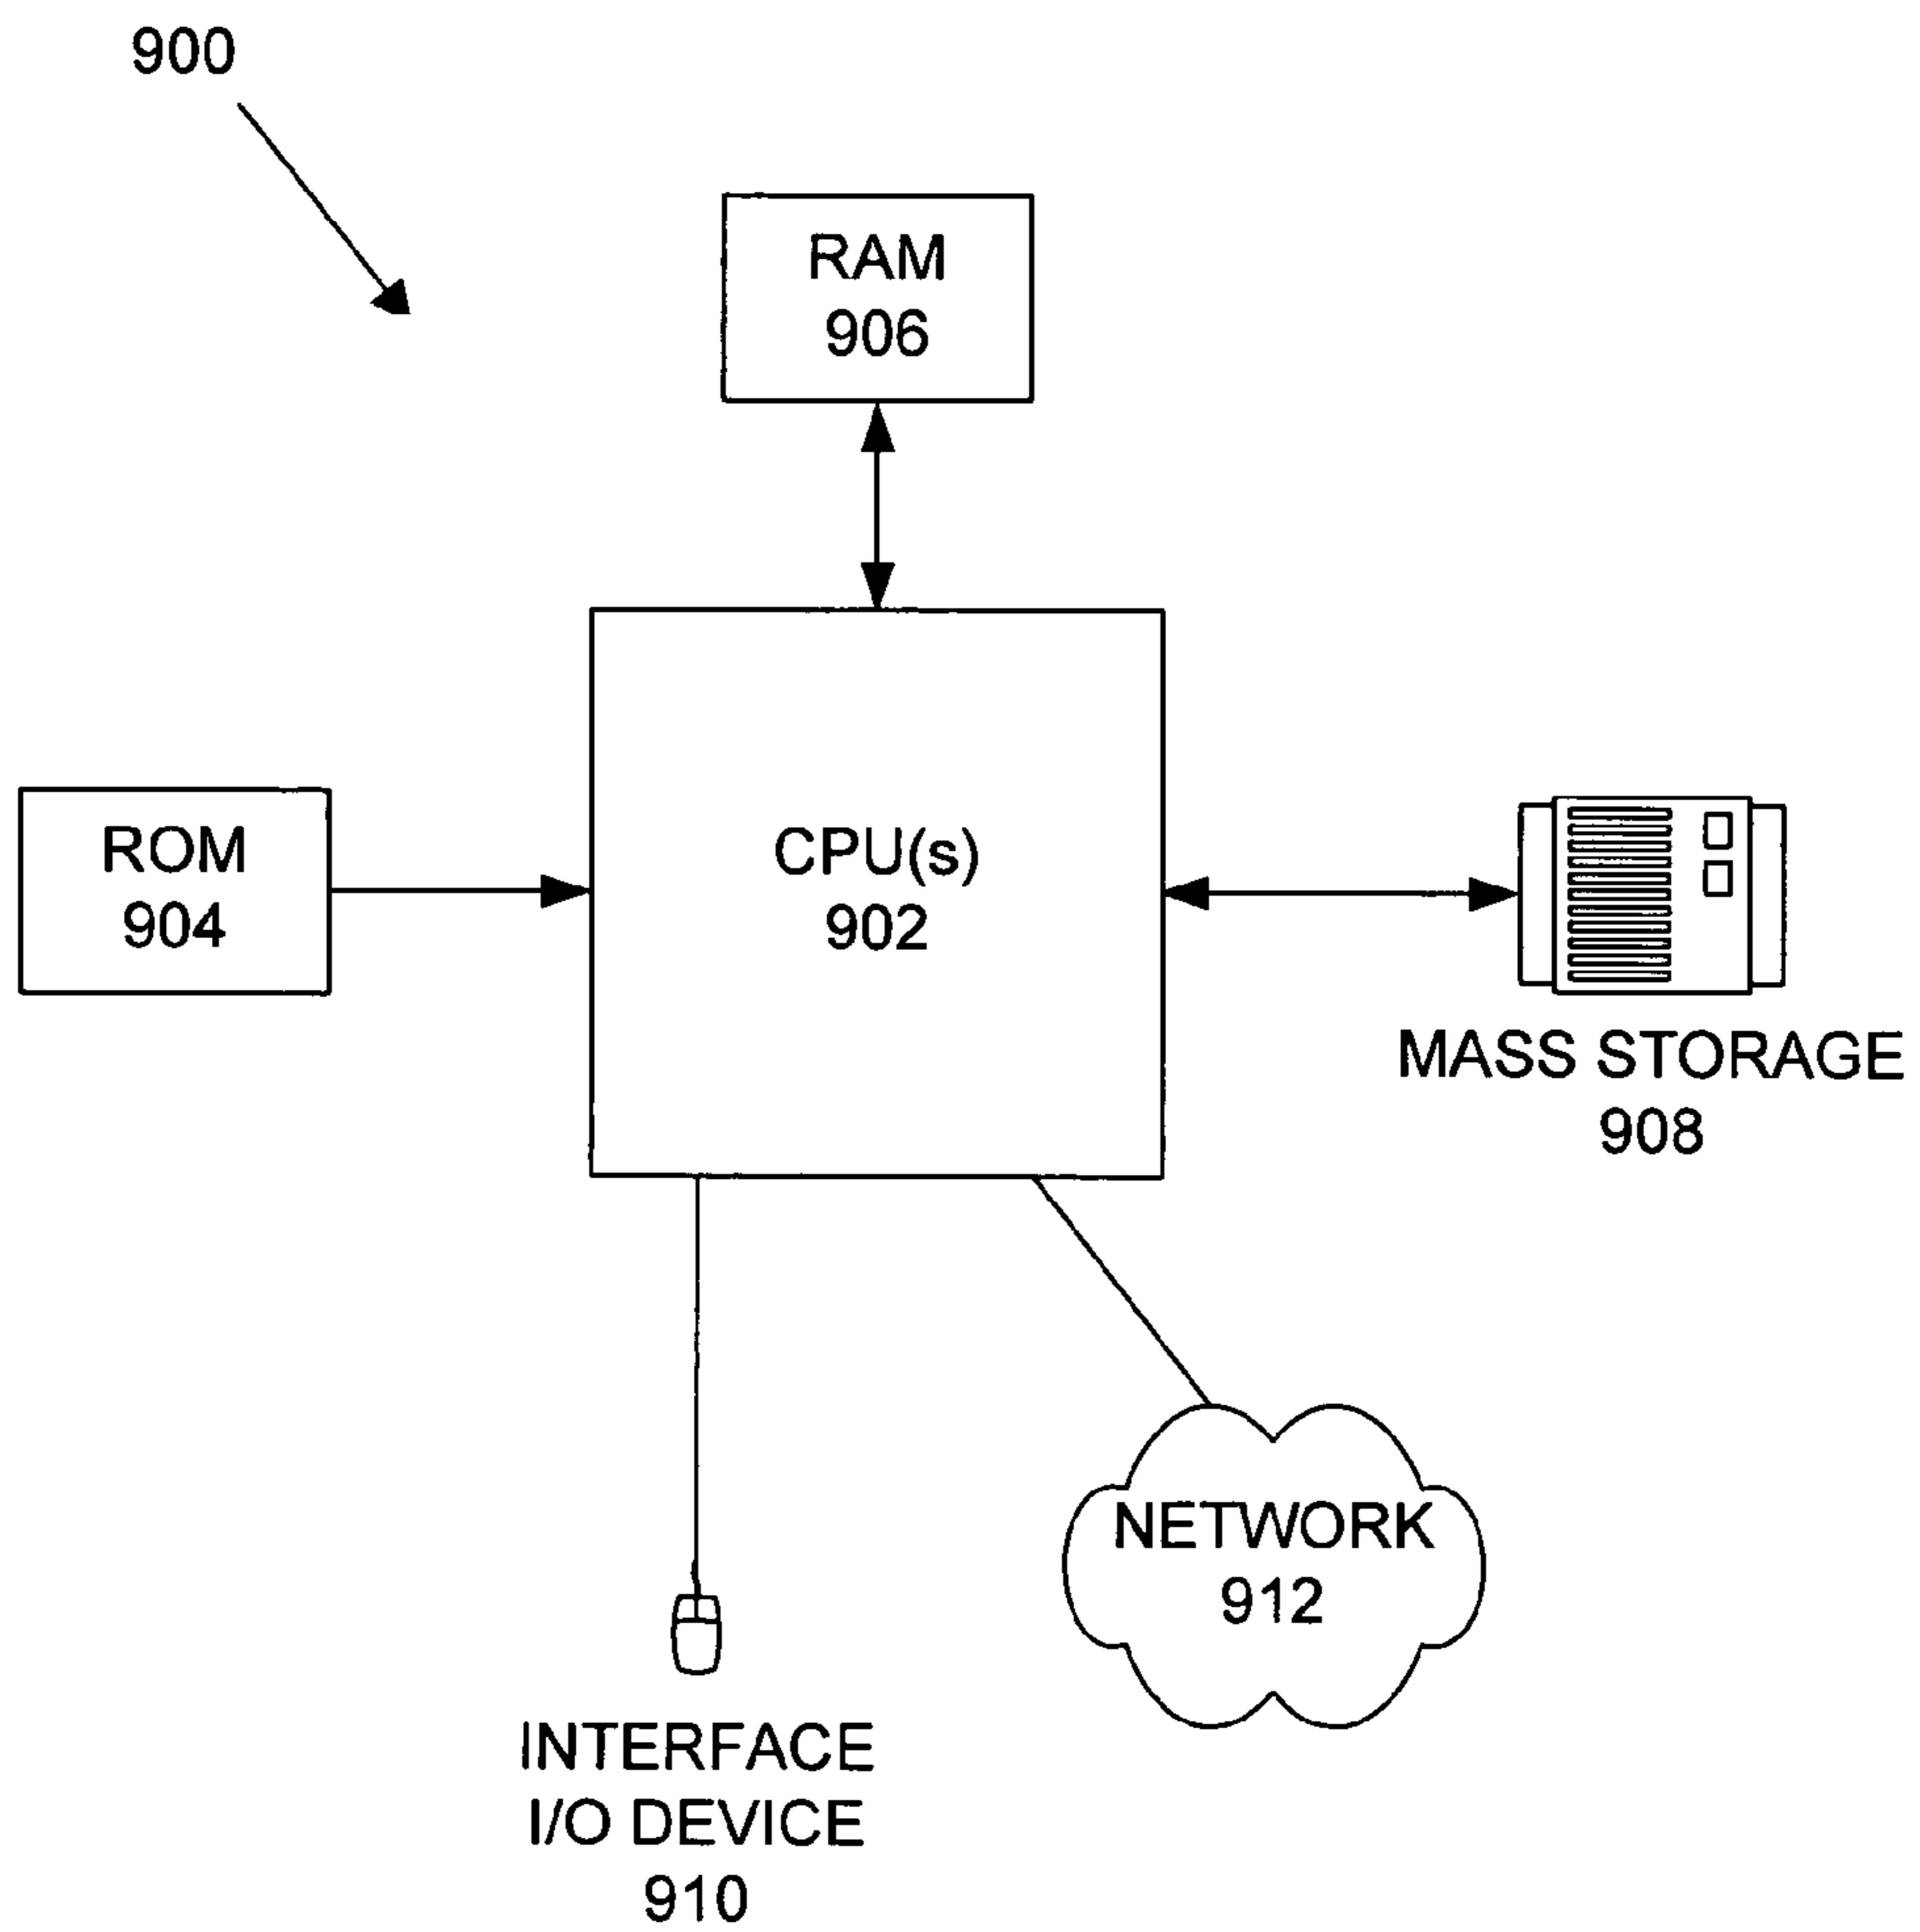 900
RAM
906
ROM
904
CPU(s)
902
MASS STORAGE
908
NETWORK
912
INTERFACE
I/O DEVICE
910